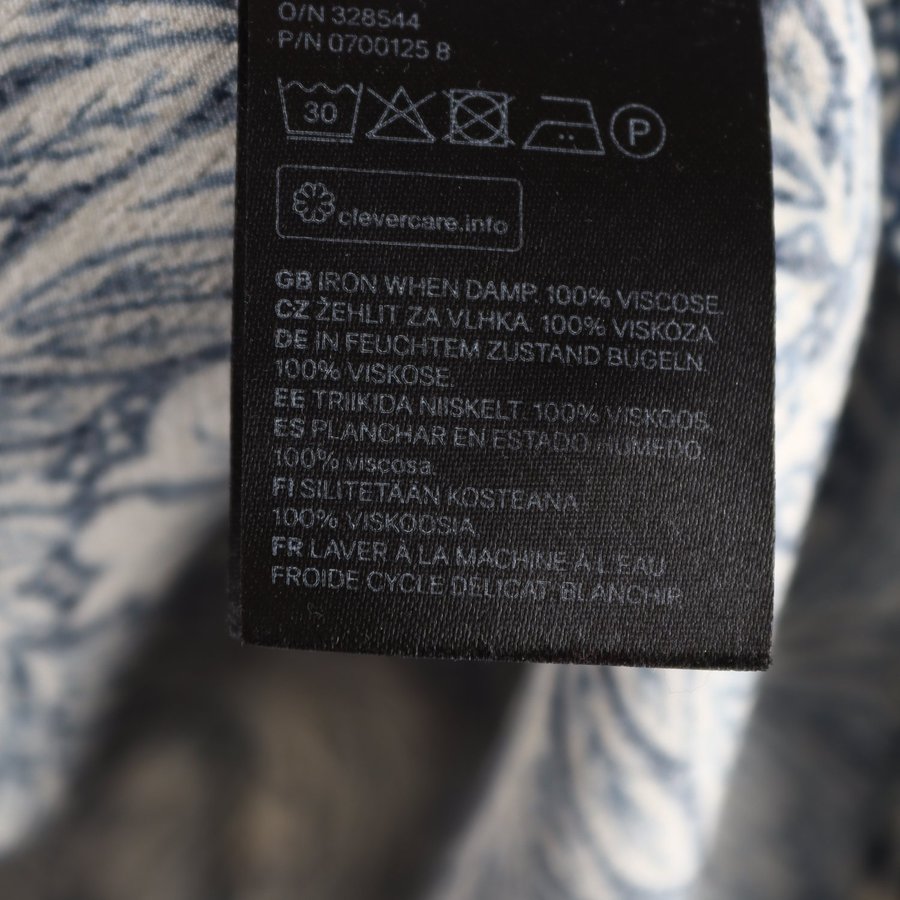 O/N 328544
P/N 0700125 8
30 P
clevercare.info
GB IRON WHEN DAMP. 100% VISCOSE.
CZ ŽEHLIT ZA VLHKA. 100% VISKÓZA
DE IN FEUCHTEM ZUSTAND BÜGELN.
100% VISKOSE.
EE TRIIKIDA NIISKELT. 100% VISKOOS.
ES PLANCHAR EN ESTADO HÚMEDO.
100% viscosa.
FI SILITETÄÄN KOSTEANA.
100% VISKOOSIA.
FR LAVER À LA MACHINE À L'EAU
FROIDE CYCLE DÉLICAT. BLANCHIR